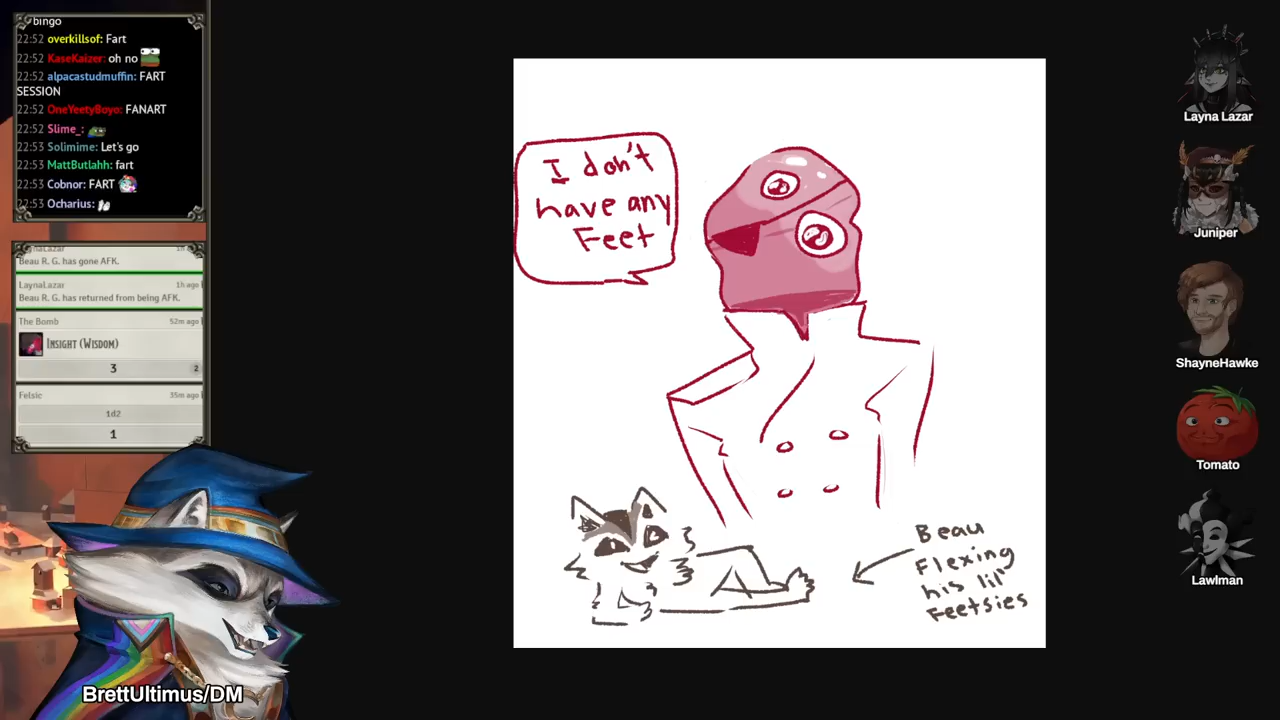 bingo
22:52 overkillsof: Fart
22:52 KaseKaizer: oh no
22:52 alpacastudmuffin: FART
SESSION
22:52 OneYeetyBoyo: FANART
22:52 Slime_:
22:53 Solimime: Let's go
22:53 MattButlahh: fart
22:53 Cobnor: FART
22:53 Ocharius:
LaynaLazar 1h
Beau R. G. has gone AFK.
LaynaLazar 1h ago
Beau R. G. has returned from being AFK.
The Bomb 52m ago
Insight (Wisdom)
3 2
Felsic 35m ago
1d2
1
BrettUltimus/DM
I don't
have any
Feet
Beau
Flexing
his lil'
Feetsies
Layna Lazar
Juniper
ShayneHawke
Tomato
Lawlman